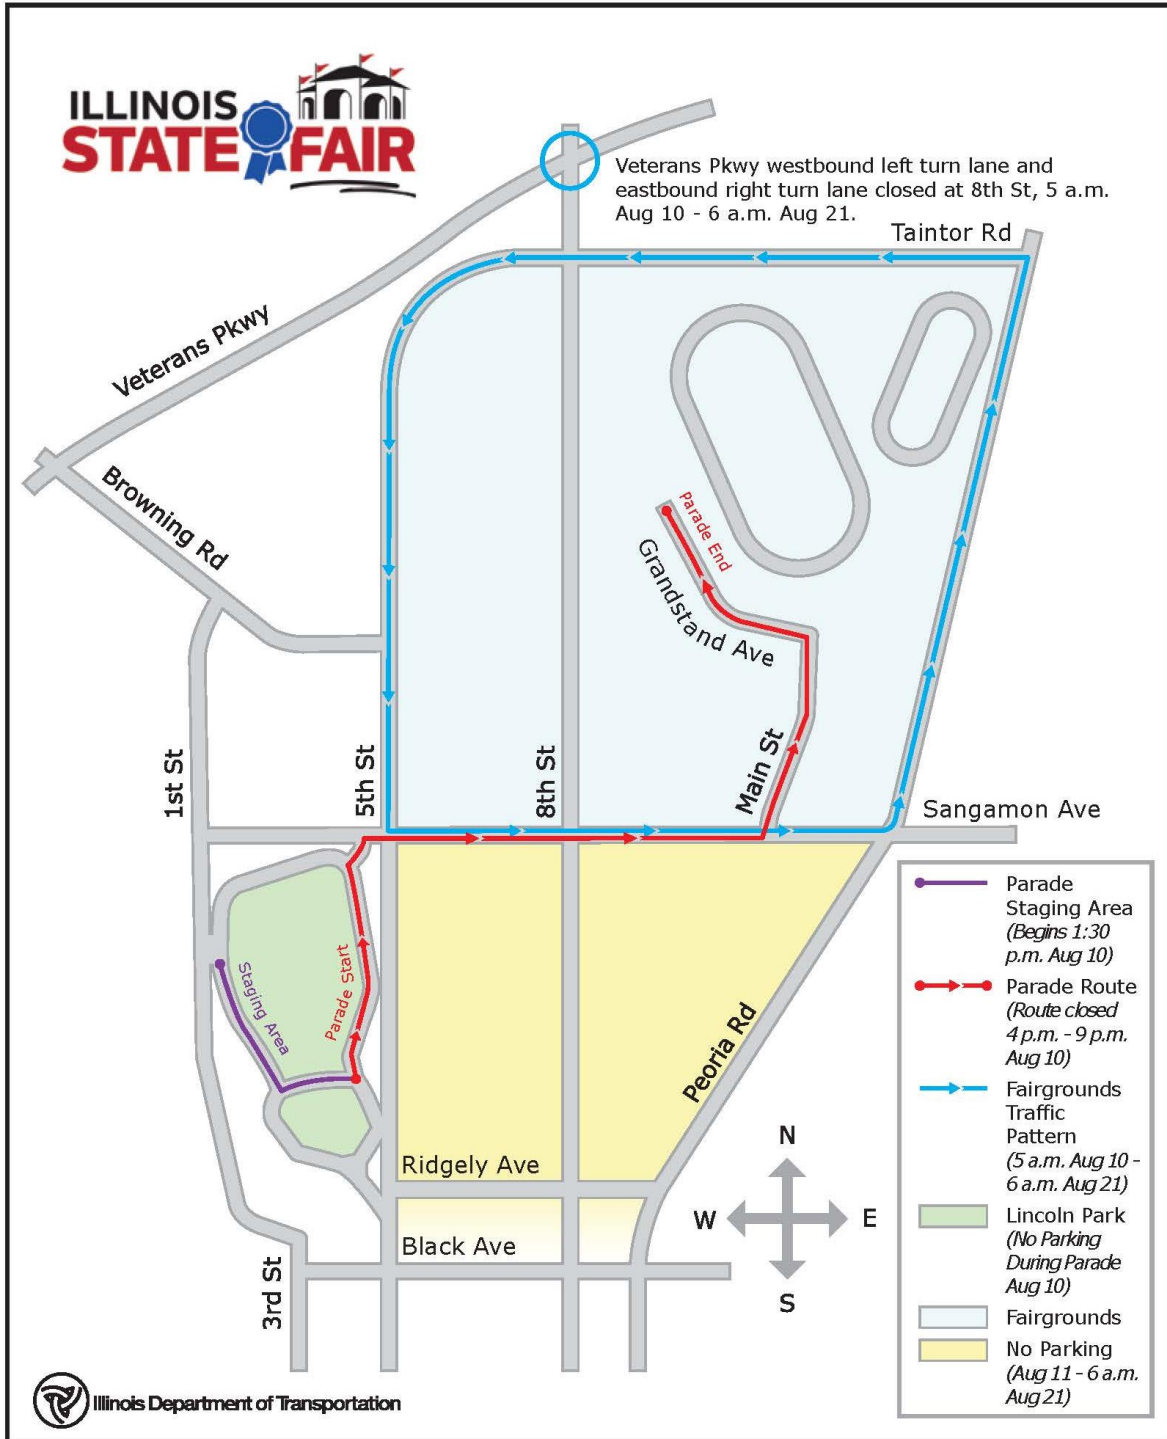 ILLINOIS
STATE FAIR
Veterans Pkwy westbound left turn lane and
eastbound right turn lane closed at 8th St, 5 a.m.
Aug 10 - 6 a.m. Aug 21.
Taintor Rd
Veterans Pkwy
Browning Rd
Parade End
Grandstand Ave
1st St
5th St
8th St
Main St
Sangamon Ave
Staging Area
Parade Start
Peoria Rd
Ridgely Ave
Black Ave
3rd St
N
W
E
S
Parade
Staging Area
(Begins 1:30
p.m. Aug 10)
Parade Route
(Route closed
4 p.m. - 9 p.m.
Aug 10)
Fairgrounds
Traffic
Pattern
(5 a.m. Aug 10 -
6 a.m. Aug 21)
Lincoln Park
(No Parking
During Parade
Aug 10)
Fairgrounds
No Parking
(Aug 11 - 6 a.m.
Aug 21)
Illinois Department of Transportation